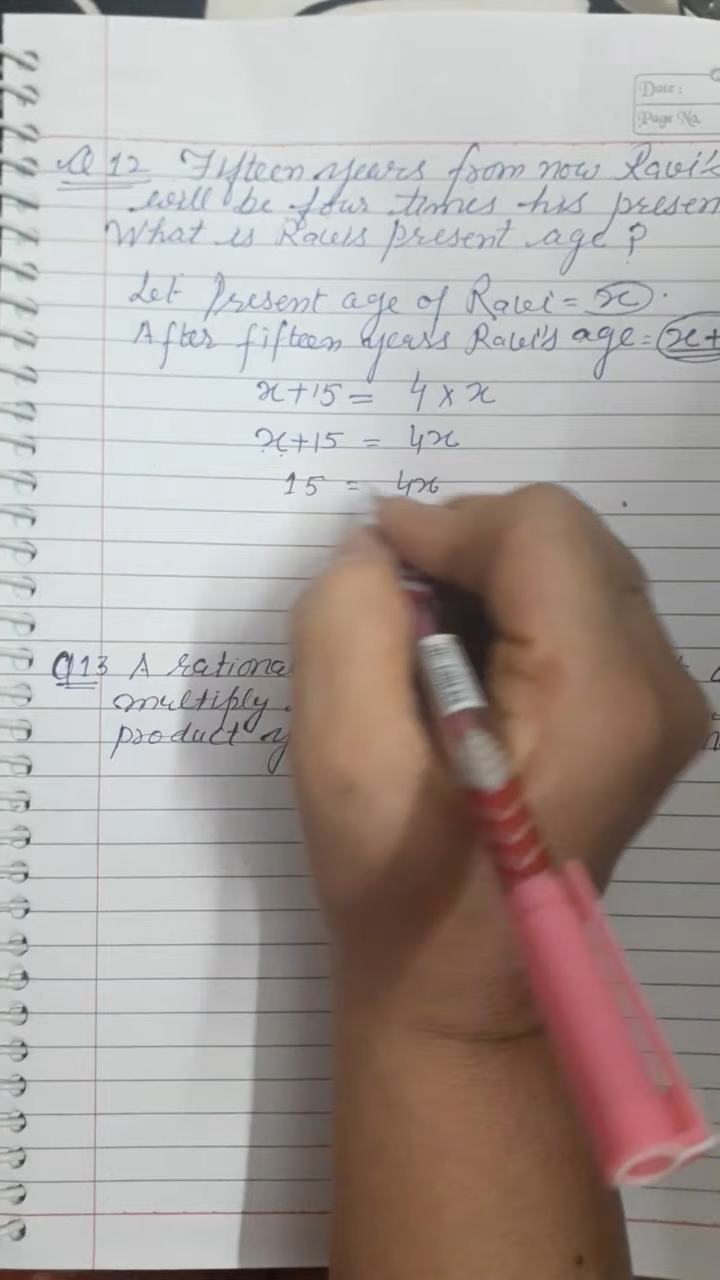 Date :
Page No.
Q 12 Fifteen years from now Ravi's
will be four times his presen
What is Ravis present age ?
Let Present age of Ravi = x .
After fifteen years Ravi's age = x+
x+15 = 4 × x
x+15 = 4x
15 = 4x
Q13 A rationa
multiply
product